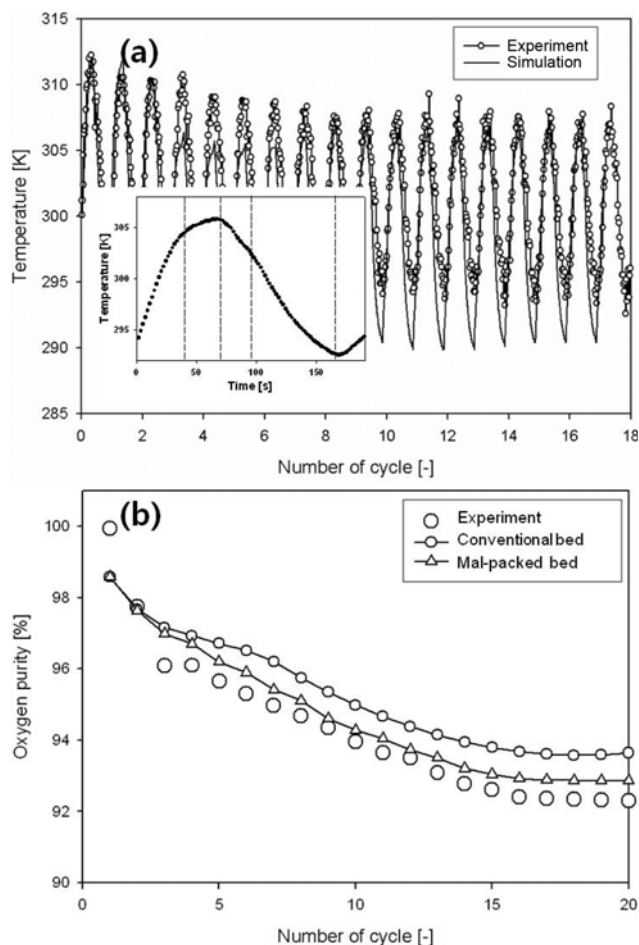 (a)
Experiment
Simulation
Temperature [K]
315
310
305
300
295
290
285
0 2 4 6 8 10 12 14 16 18
Number of cycle [-]
Temperature [K]
305
295
0 50 100 150
Time [s]
(b)
Experiment
Conventional bed
Mal-packed bed
Oxygen purity [%]
100
98
96
94
92
90
0 5 10 15 20
Number of cycle [-]